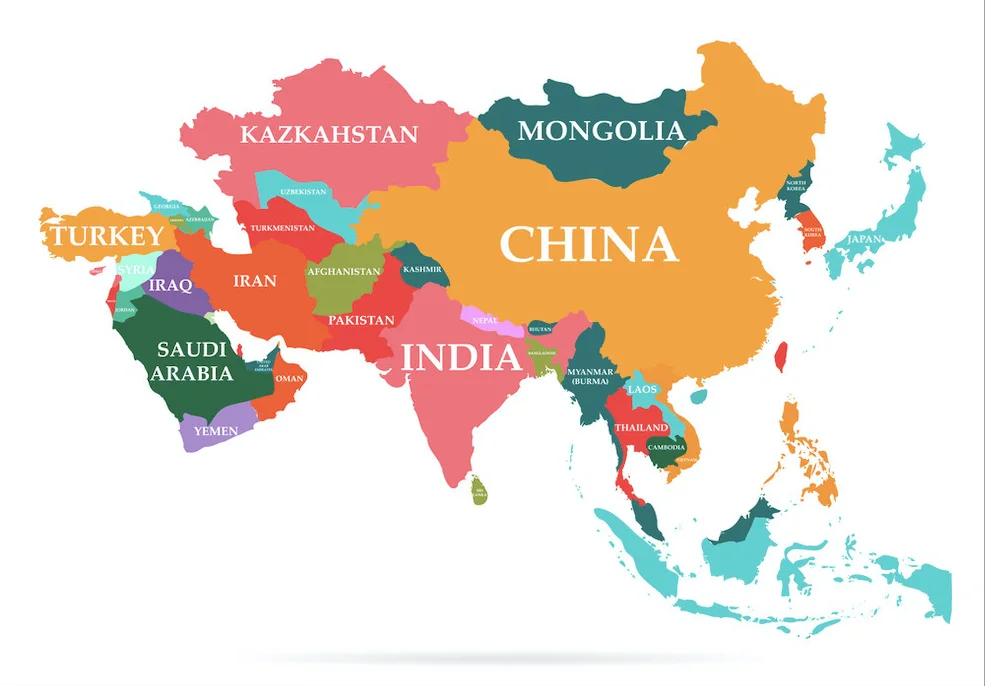 KAZKAHSTAN
MONGOLIA
UZBEKISTAN
GEORGIA
AZERBAIJAN
TURKMENISTAN
TURKEY
NORTH
KOREA
SOUTH
KOREA
JAPAN
CHINA
SYRIA
IRAQ
IRAN
AFGHANISTAN
KASHMIR
JORDAN
PAKISTAN
NEPAL
BHUTAN
BANGLADESH
INDIA
SAUDI
ARABIA
UNITED
ARAB
EMIRATES
OMAN
YEMEN
MYANMAR
(BURMA)
LAOS
THAILAND
CAMBODIA
VIETNAM
SRI
LANKA